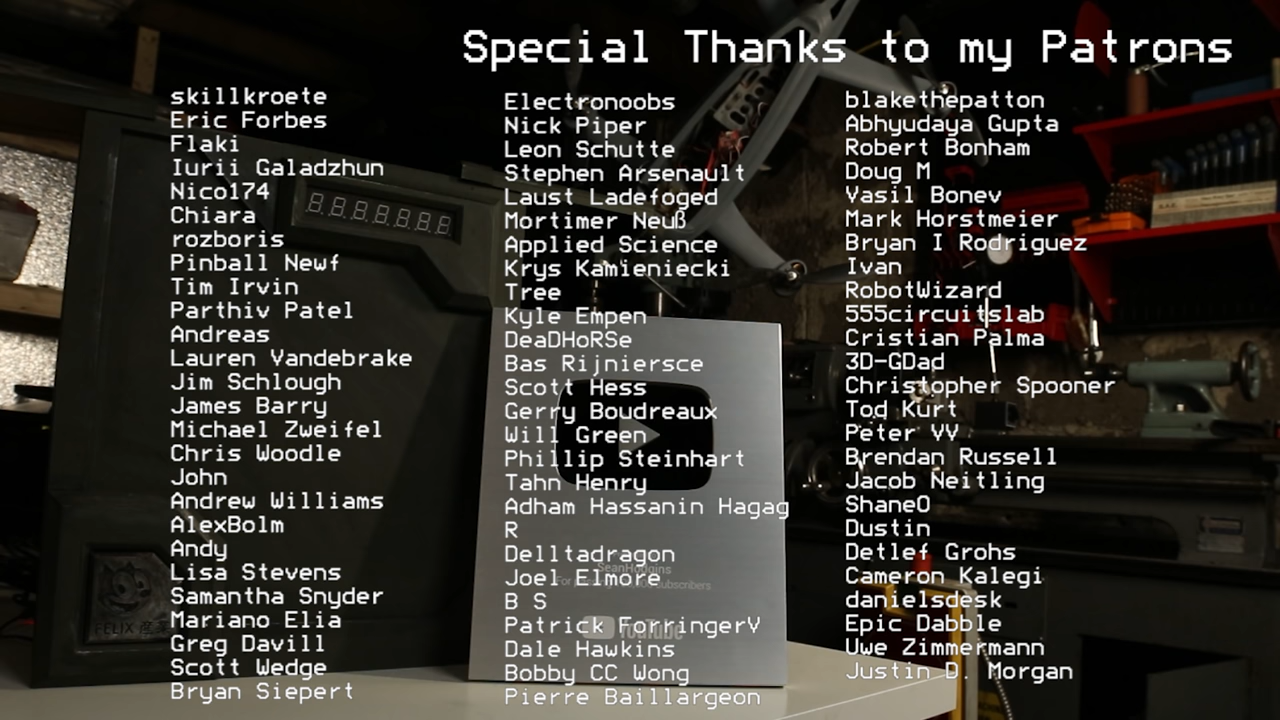 Special Thanks to my Patrons
skillkroete
Eric Forbes
Flaki
Iurii Galadzhun
Nico174
Chiara
rozboris
Pinball Newf
Tim Irvin
Parthiv Patel
Andreas
Lauren Vandebrake
Jim Schlough
James Barry
Michael Zweifel
Chris Woodle
John
Andrew Williams
AlexBolm
Andy
Lisa Stevens
Samantha Snyder
Mariano Elia
Greg Davill
Scott Wedge
Bryan Siepert
Electronoobs
Nick Piper
Leon Schutte
Stephen Arsenault
Laust Ladefoged
Mortimer Neuß
Applied Science
Krys Kamieniecki
Tree
Kyle Empen
DeaDHoRSe
Bas Rijniersce
Scott Hess
Gerry Boudreaux
Will Green
Phillip Steinhart
Tahn Henry
Adham Hassanin Hagag
R
Delltadragon
Joel Elmore
B S
Patrick ForringerV
Dale Hawkins
Bobby CC Wong
Pierre Baillargeon
blakethepatton
Abhyudaya Gupta
Robert Bonham
Doug M
Vasil Bonev
Mark Horstmeier
Bryan I Rodriguez
Ivan
RobotWizard
555circuitslab
Cristian Palma
3D-GDad
Christopher Spooner
Tod Kurt
Peter VV
Brendan Russell
Jacob Neitling
ShaneO
Dustin
Detlef Grohs
Cameron Kalegi
danielsdesk
Epic Dabble
Uwe Zimmermann
Justin D. Morgan
SeanHodgins
For subscribers
YouTube
FELIX